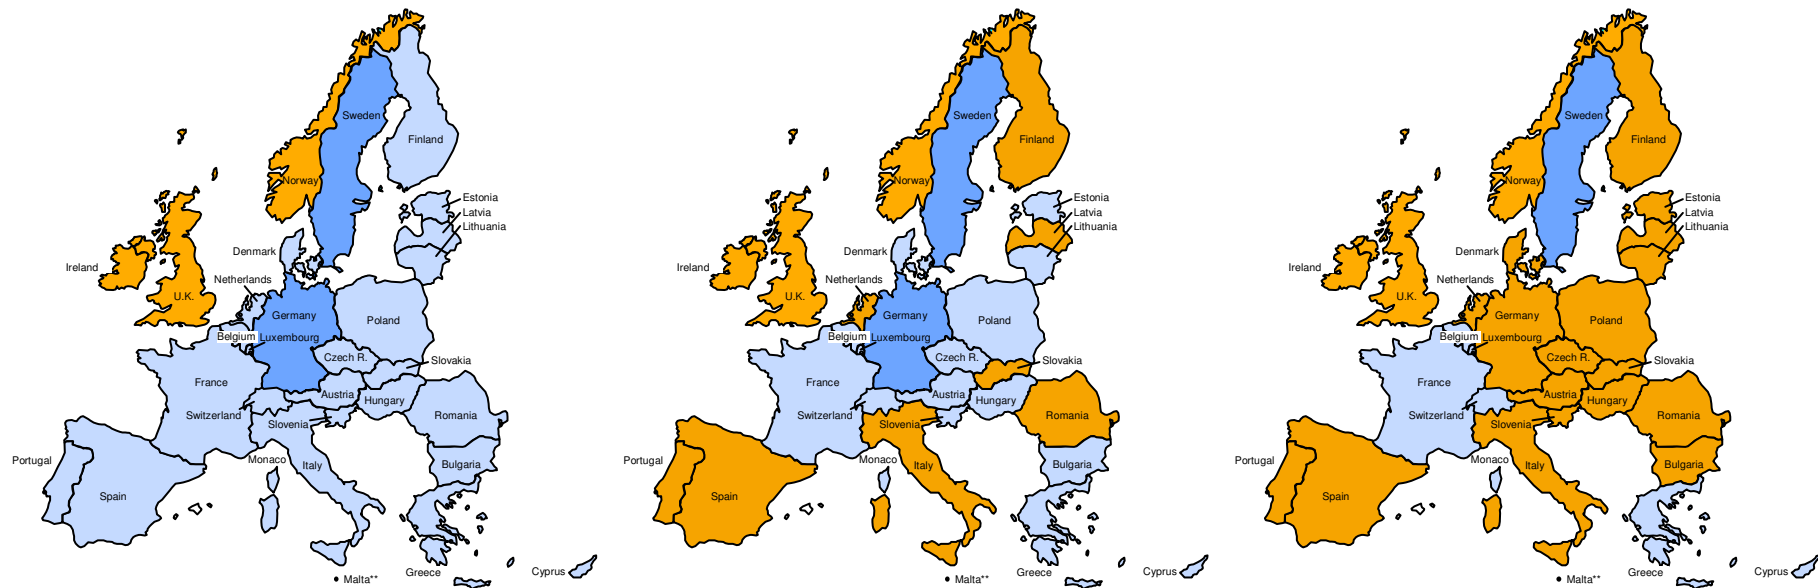 Sweden
Finland
Norway
Estonia
Latvia
Lithuania
Denmark
Ireland
Netherlands
U.K.
Germany
Poland
Belgium
Luxembourg
Czech R.
Slovakia
France
Austria
Hungary
Switzerland
Romania
Slovenia
Portugal
Monaco
Italy
Bulgaria
Spain
Greece
Cyprus
Malta**
Sweden
Finland
Norway
Estonia
Latvia
Lithuania
Denmark
Ireland
Netherlands
U.K.
Germany
Poland
Belgium
Luxembourg
Czech R.
Slovakia
France
Austria
Hungary
Switzerland
Romania
Slovenia
Portugal
Monaco
Italy
Bulgaria
Spain
Greece
Cyprus
Malta**
Sweden
Finland
Norway
Estonia
Latvia
Lithuania
Denmark
Ireland
Netherlands
U.K.
Germany
Poland
Belgium
Luxembourg
Czech R.
Slovakia
France
Austria
Hungary
Switzerland
Romania
Slovenia
Portugal
Monaco
Italy
Bulgaria
Spain
Greece
Cyprus
Malta**